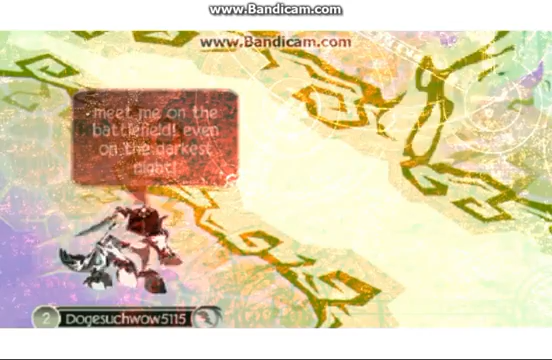 www.Bandicam.com
www.Bandicam.com
meet me on the
battlefield! even
on the darkest
night!
2 Dogesuchwow5115